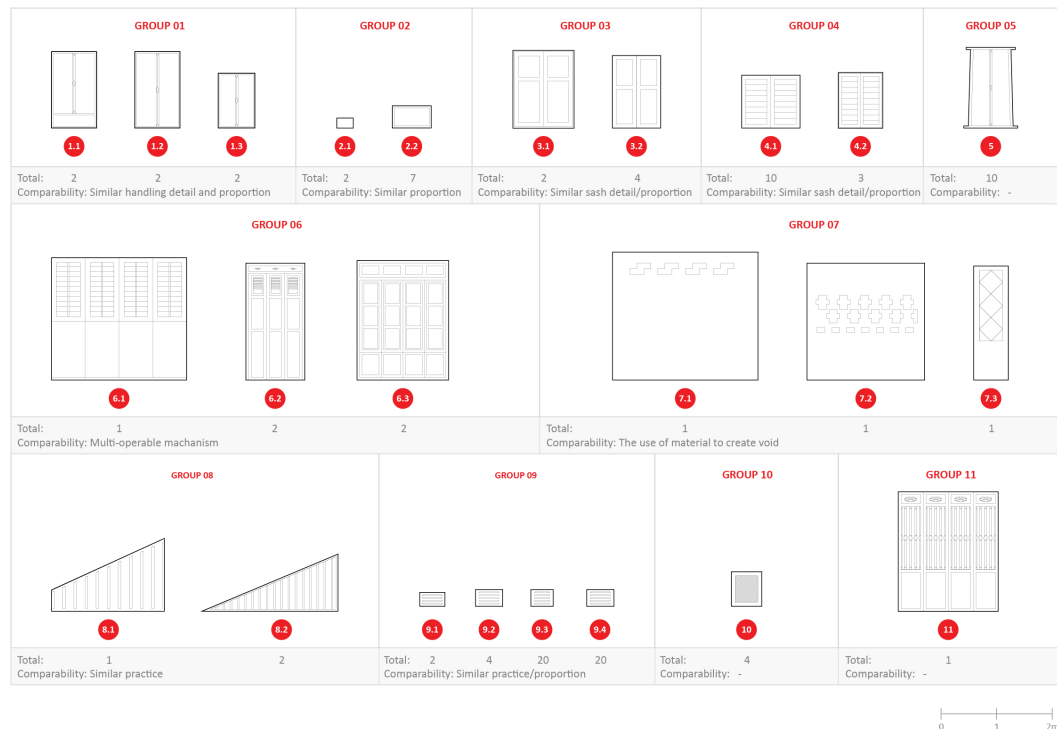 GROUP 01 GROUP 02 GROUP 03 GROUP 04 GROUP 05
1.1 1.2 1.3 2.1 2.2 3.1 3.2 4.1 4.2 5
Total: 2 2 2 Total: 2 7 Total: 2 4 Total: 10 3 Total: 10
Comparability: Similar handling detail and proportion Comparability: Similar proportion Comparability: Similar sash detail/proportion Comparability: Similar sash detail/proportion Comparability: -
GROUP 06 GROUP 07
6.1 6.2 6.3 7.1 7.2 7.3
Total: 1 2 2 Total: 1 1 1
Comparability: Multi-operable machanism Comparability: The use of material to create void
GROUP 08 GROUP 09 GROUP 10 GROUP 11
8.1 8.2 9.1 9.2 9.3 9.4 10 11
Total: 1 2 Total: 2 4 20 20 Total: 4 Total: 1
Comparability: Similar practice Comparability: Similar practice/proportion Comparability: - Comparability: -
0 1 2m